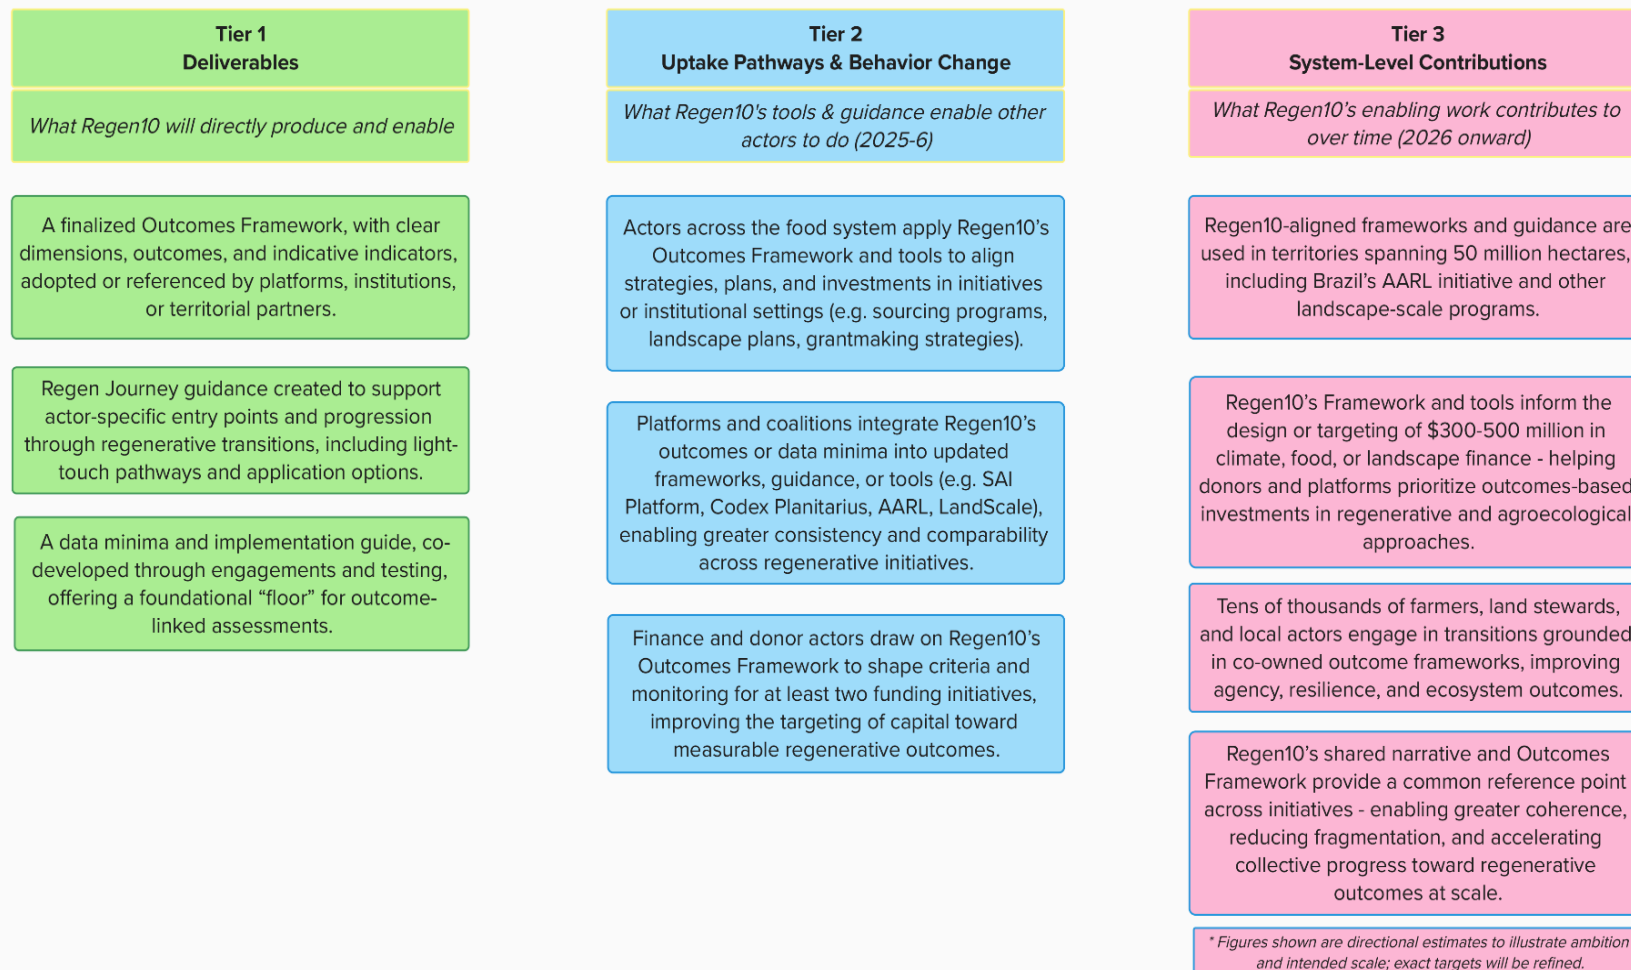 Tier 1
Deliverables
What Regen10 will directly produce and enable
A finalized Outcomes Framework, with clear
dimensions, outcomes, and indicative indicators,
adopted or referenced by platforms, institutions,
or territorial partners.
Regen Journey guidance created to support
actor-specific entry points and progression
through regenerative transitions, including light-
touch pathways and application options.
A data minima and implementation guide, co-
developed through engagements and testing,
offering a foundational “floor” for outcome-
linked assessments.
Tier 2
Uptake Pathways & Behavior Change
What Regen10's tools & guidance enable other
actors to do (2025-6)
Actors across the food system apply Regen10’s
Outcomes Framework and tools to align
strategies, plans, and investments in initiatives
or institutional settings (e.g. sourcing programs,
landscape plans, grantmaking strategies).
Platforms and coalitions integrate Regen10’s
outcomes or data minima into updated
frameworks, guidance, or tools (e.g. SAI
Platform, Codex Planitarius, AARL, LandScale),
enabling greater consistency and comparability
across regenerative initiatives.
Finance and donor actors draw on Regen10’s
Outcomes Framework to shape criteria and
monitoring for at least two funding initiatives,
improving the targeting of capital toward
measurable regenerative outcomes.
Tier 3
System-Level Contributions
What Regen10’s enabling work contributes to
over time (2026 onward)
Regen10-aligned frameworks and guidance are
used in territories spanning 50 million hectares,
including Brazil’s AARL initiative and other
landscape-scale programs.
Regen10’s Framework and tools inform the
design or targeting of $300-500 million in
climate, food, or landscape finance - helping
donors and platforms prioritize outcomes-based
investments in regenerative and agroecological
approaches.
Tens of thousands of farmers, land stewards,
and local actors engage in transitions grounded
in co-owned outcome frameworks, improving
agency, resilience, and ecosystem outcomes.
Regen10’s shared narrative and Outcomes
Framework provide a common reference point
across initiatives - enabling greater coherence,
reducing fragmentation, and accelerating
collective progress toward regenerative
outcomes at scale.
* Figures shown are directional estimates to illustrate ambition
and intended scale; exact targets will be refined.